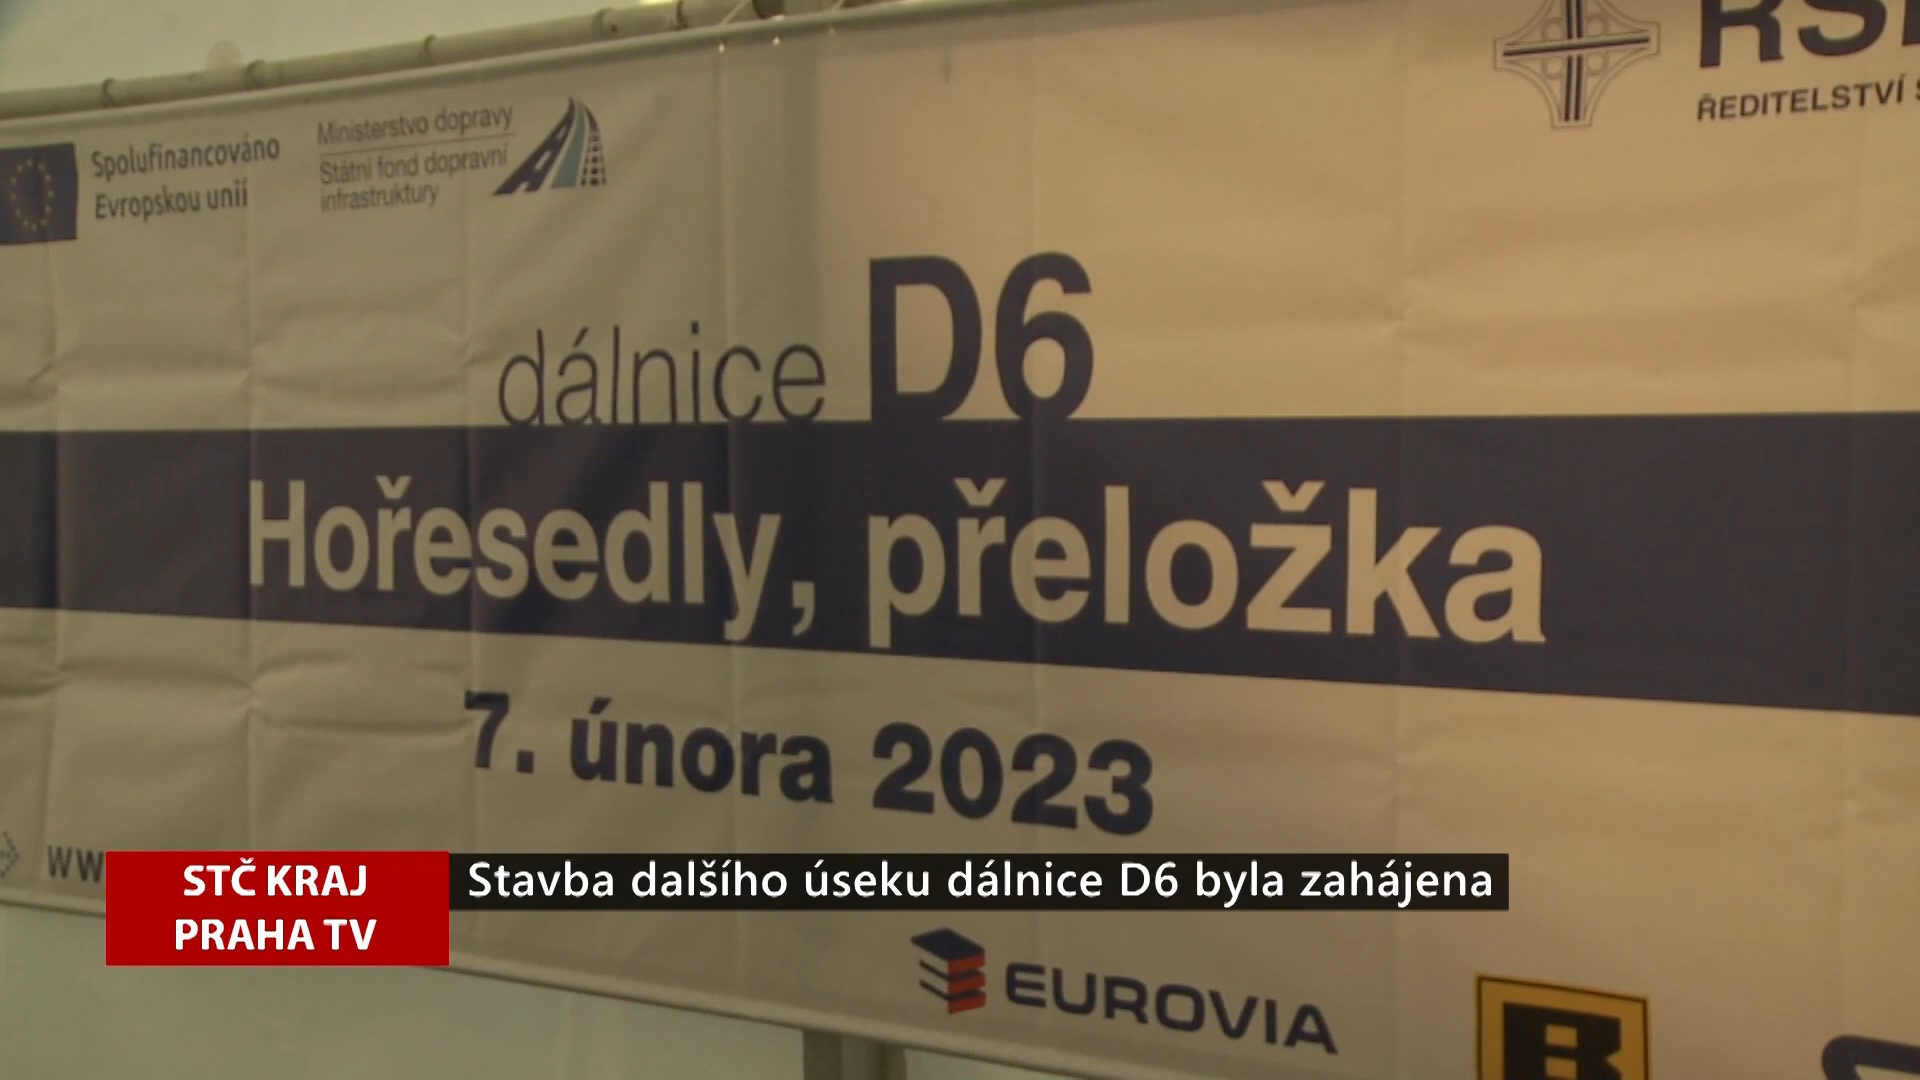 Spolufinancováno
Evropskou unií
Ministerstvo dopravy
Státní fond dopravní
infrastruktury
ŘEDITELSTVÍ
dálnice D6
Hořesedly, přeložka
7. února 2023
STČ KRAJ
PRAHA TV
Stavba dalšího úseku dálnice D6 byla zahájena
EUROVIA